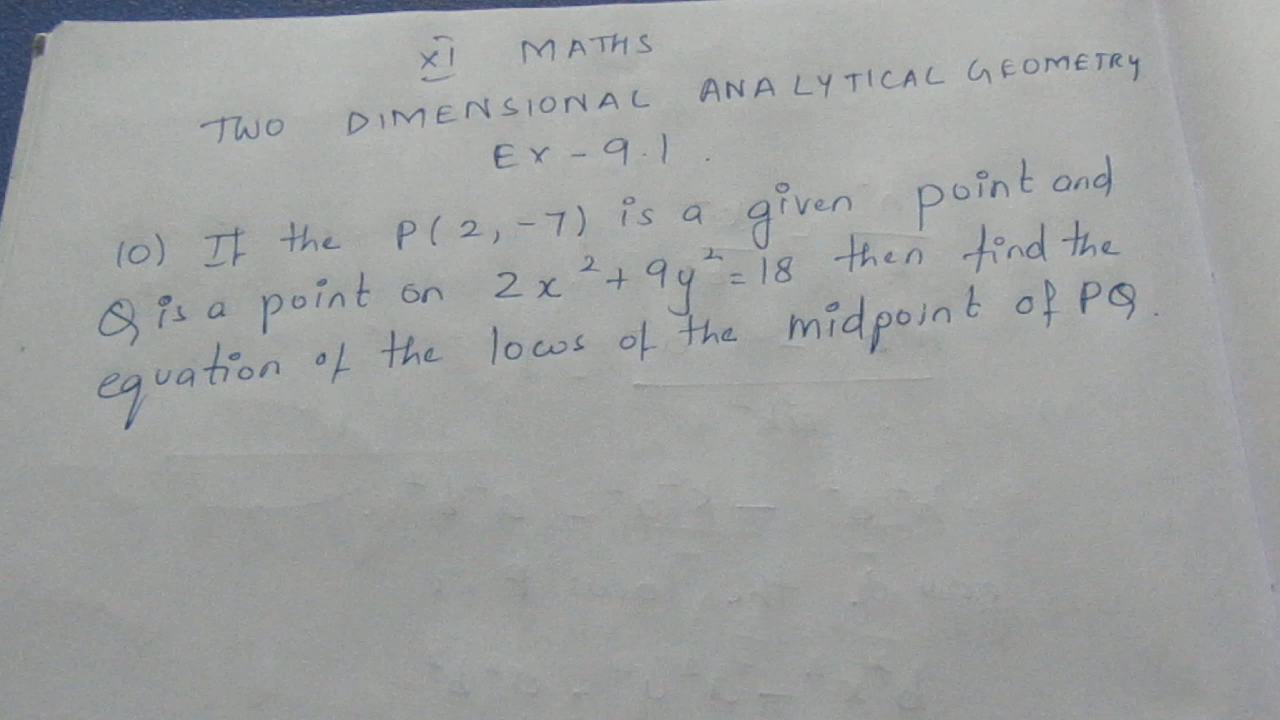 XI MATHS
TWO DIMENSIONAL ANALYTICAL GEOMETRY
Ex - 9.1.
10) If the P(2,-7) is a given point and
Q is a point on 2x²+9y²=18 then find the
equation of the locus of the midpoint of PQ.